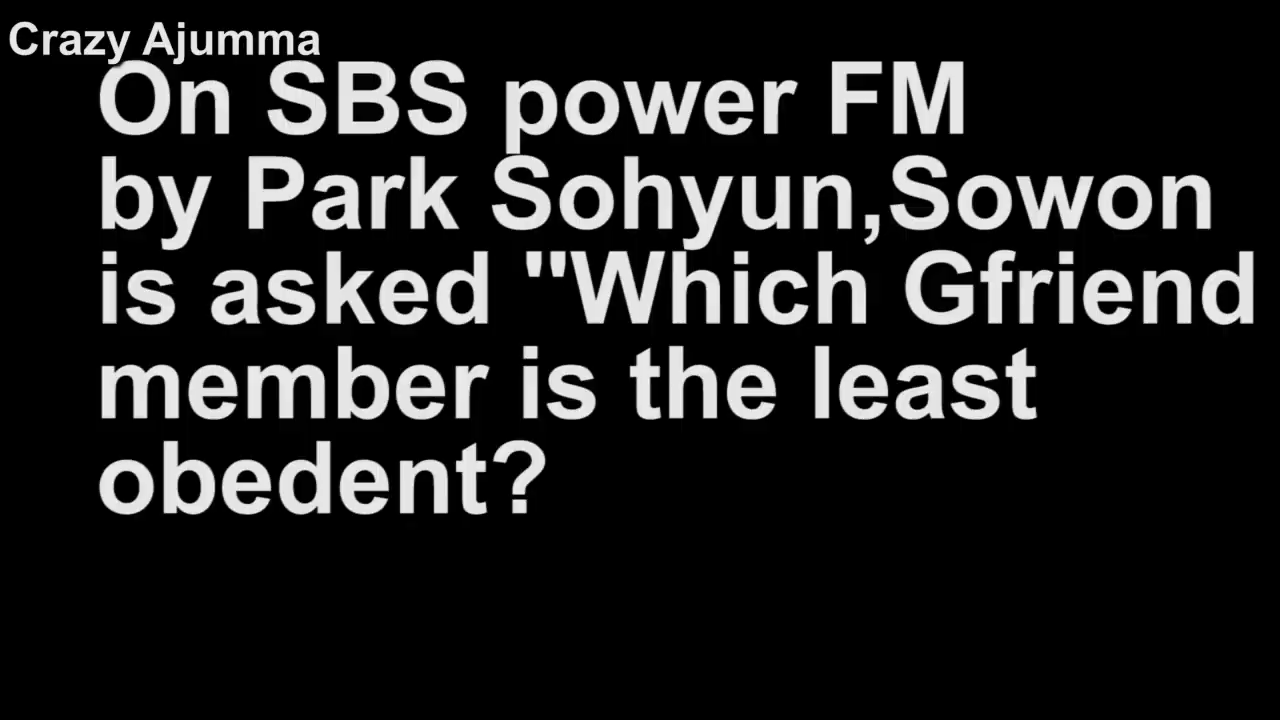 Crazy Ajumma
On SBS power FM
by Park Sohyun,Sowon
is asked "Which Gfriend
member is the least
obedent?